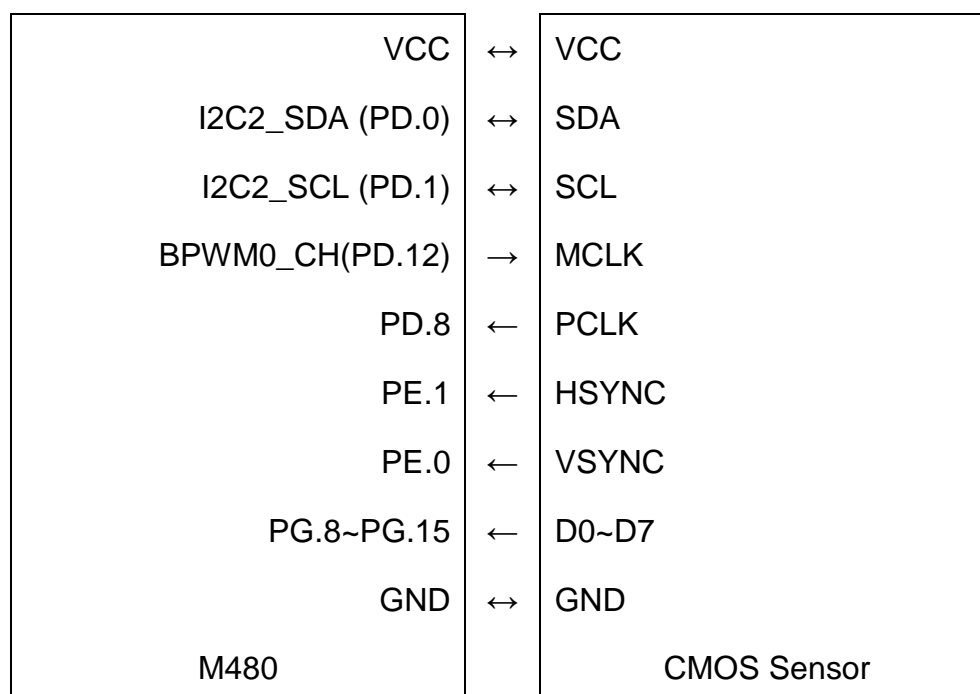 VCC ↔ VCC
I2C2_SDA (PD.0) ↔ SDA
I2C2_SCL (PD.1) ↔ SCL
BPWM0_CH(PD.12) → MCLK
PD.8 ← PCLK
PE.1 ← HSYNC
PE.0 ← VSYNC
PG.8~PG.15 ← D0~D7
GND ↔ GND
M480 CMOS Sensor